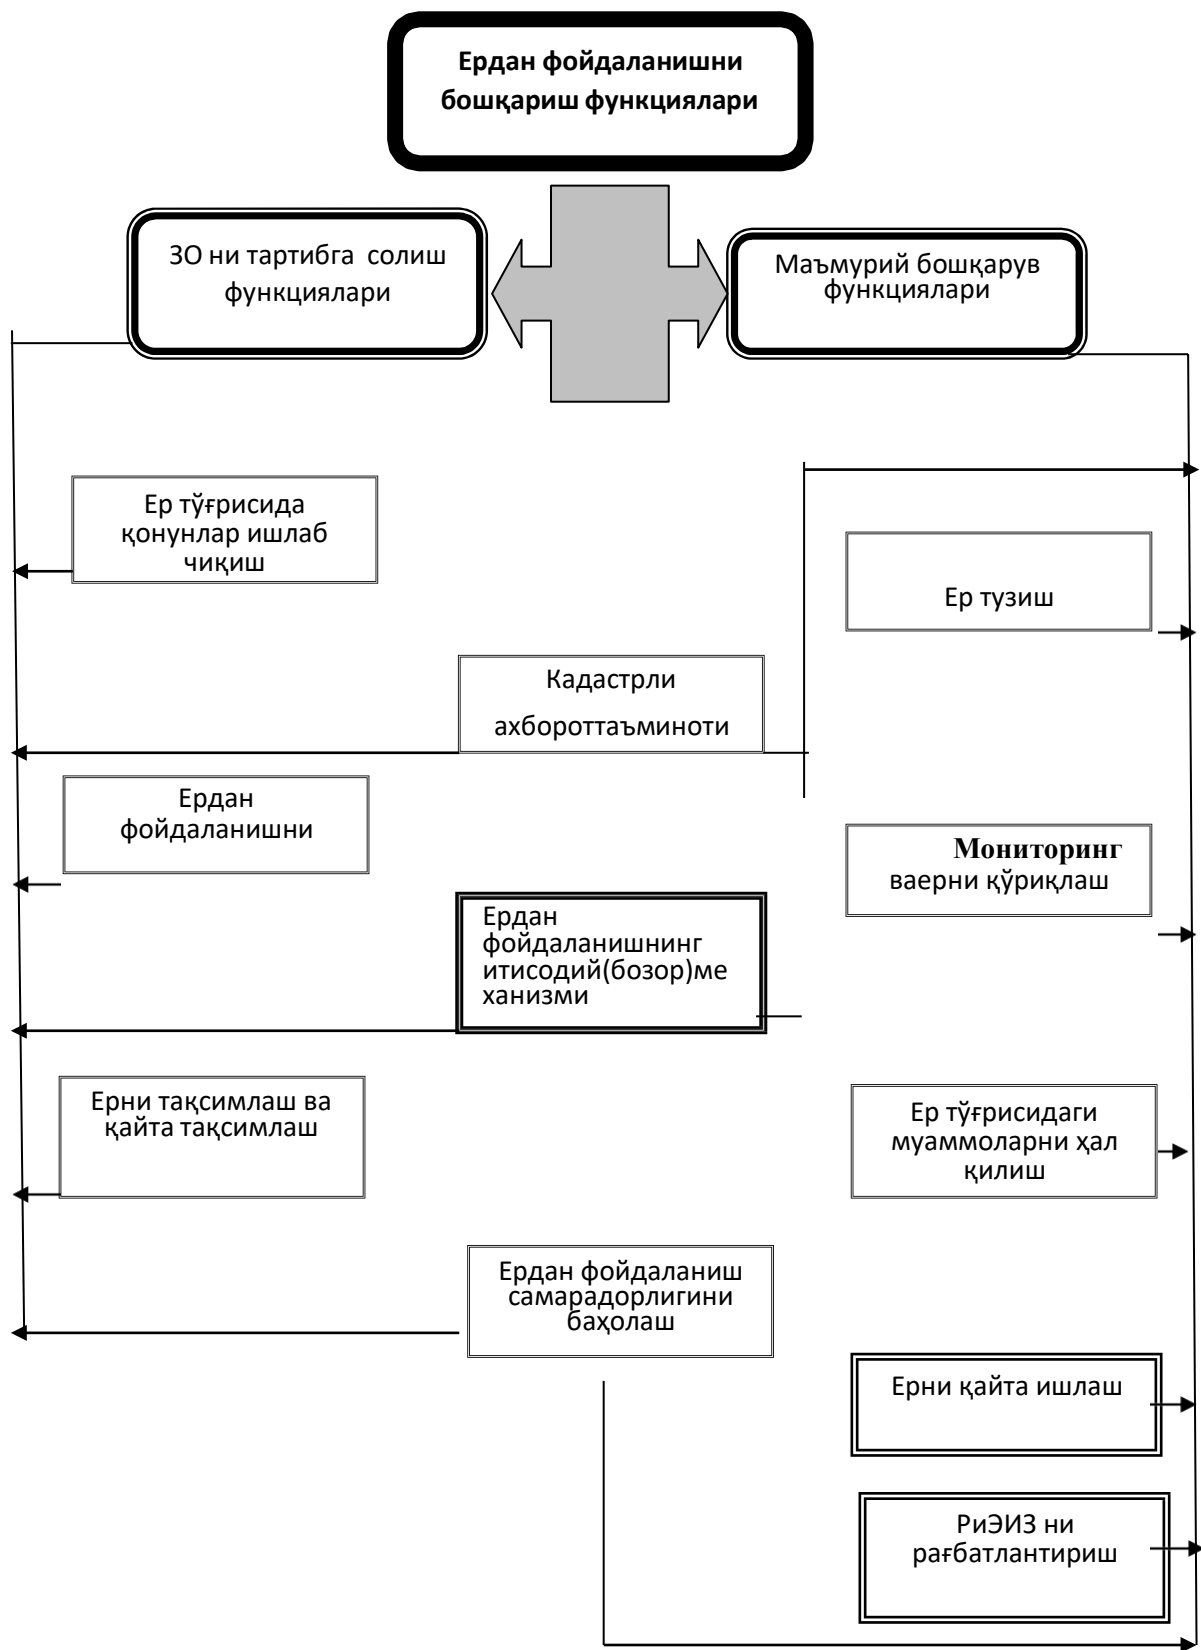 Ердан фойдаланишни
бошқариш функциялари
ЗО ни тартибга солиш
функциялари
Маъмурий бошқарув
функциялари
Ер тўғрисида
қонунлар ишлаб
чиқиш
Ер тузиш
Кадастрли
ахбороттаъминоти
Ердан
фойдаланишни
Мониторинг
ваерни қўриқлаш
Ердан
фойдаланишнинг
итисодий(бозор)ме
ханизми
Ерни тақсимлаш ва
қайта тақсимлаш
Ер тўғрисидаги
муаммоларни ҳал
қилиш
Ердан фойдаланиш
самарадорлигини
баҳолаш
Ерни қайта ишлаш
РиЭИЗ ни
рағбатлантириш